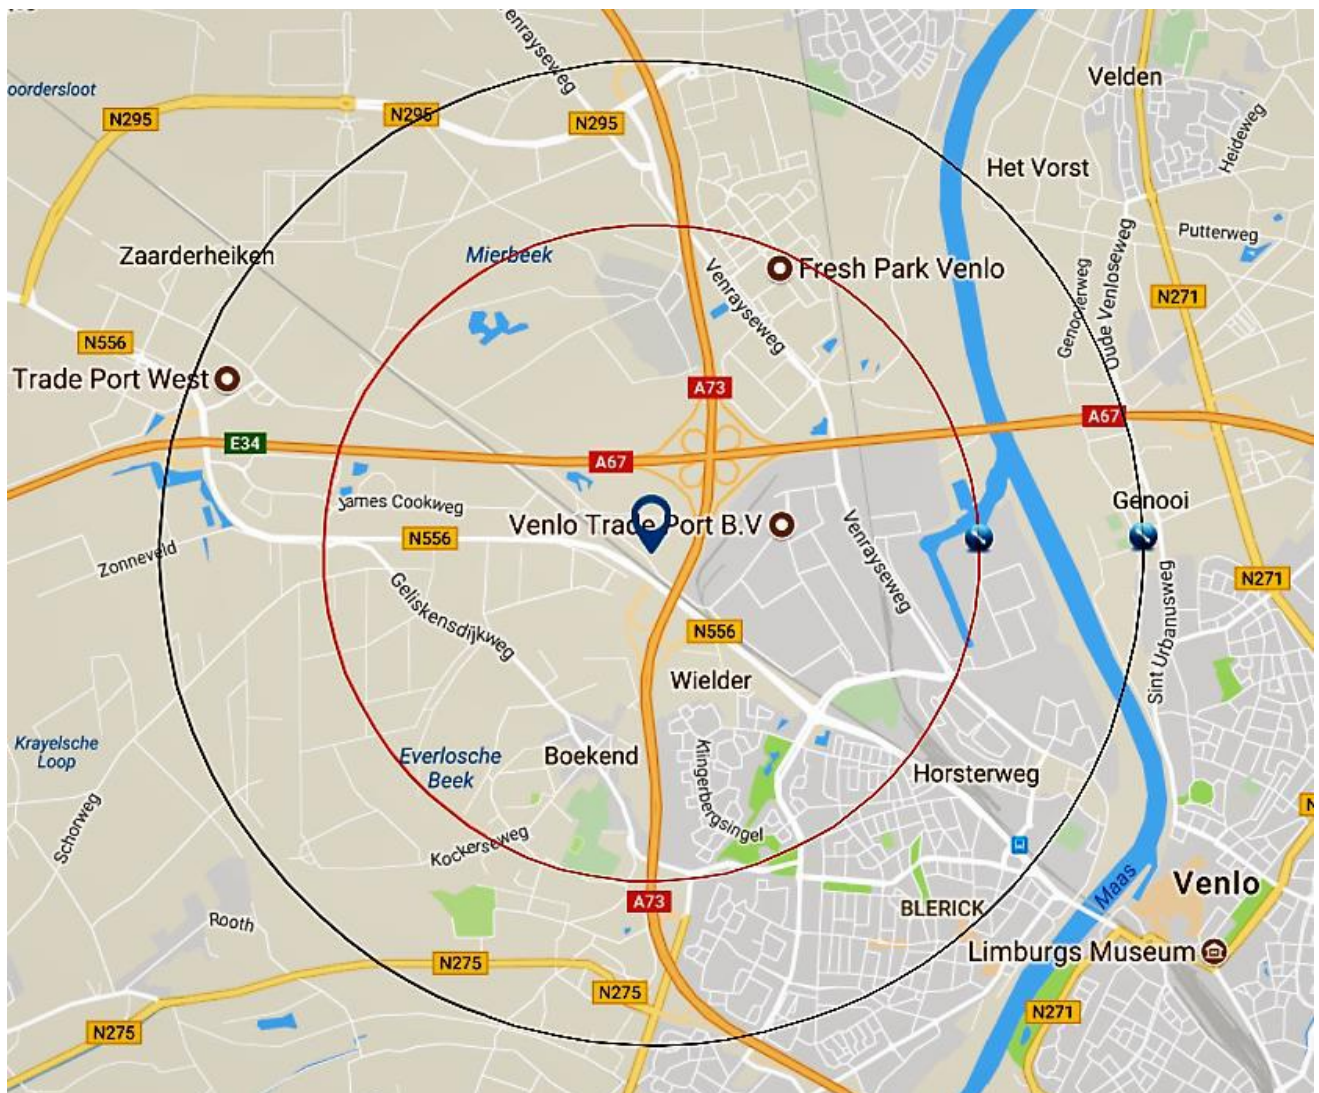 Venrayseweg
Velden
oordersloot
N295
N295
N295
Heideweg
Het Vorst
Zaarderheiken
Mierbeek
Putterweg
Fresh Park Venlo
Venrayseweg
Genooierweg
Oude Venloseweg
N271
N556
Trade Port West
A73
A67
E34
A67
James Cookweg
Genooi
Venlo Trade Port B.V
N556
Venrayseweg
Zonneveld
N271
Geliskensdijkweg
Sint Urbanusweg
N556
Wielder
Krayelsche
Loop
Everlosche
Beek
Boekend
Klingerbergsingel
Horsterweg
Schorweg
Kockerseweg
N
Maas
Venlo
A73
BLERICK
Rooth
Limburgs Museum
N275
N275
N271
N275